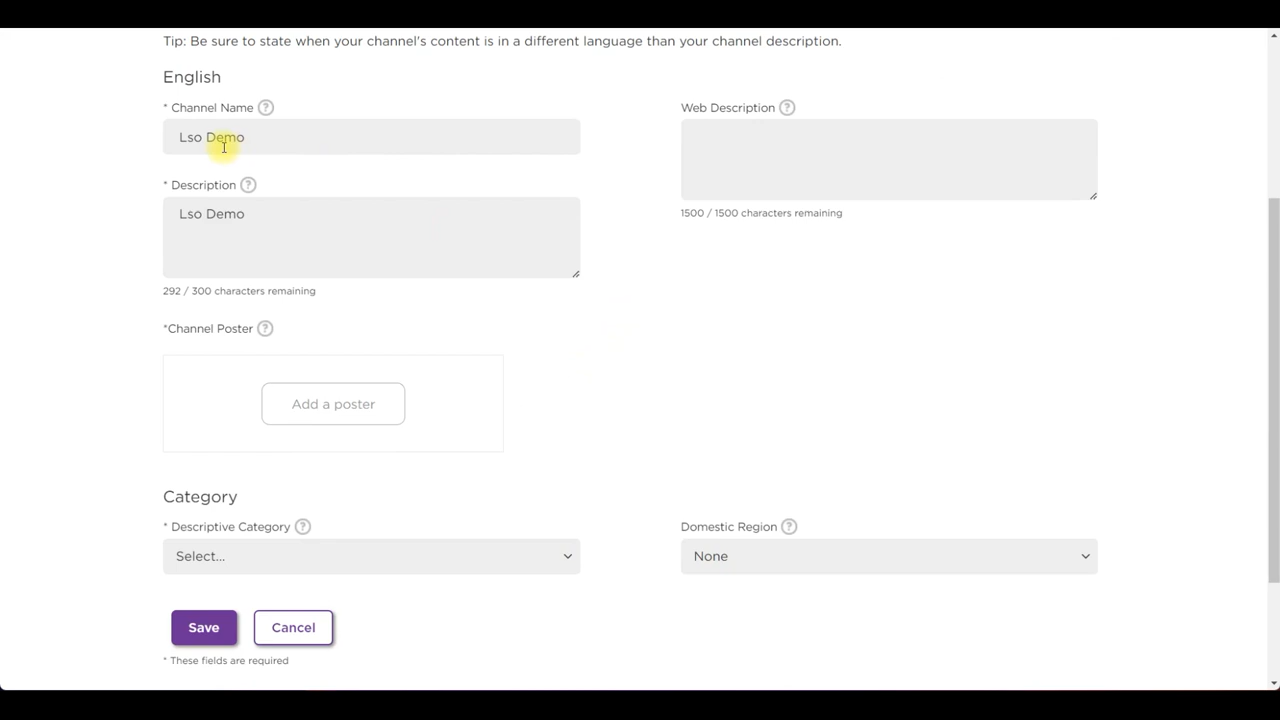 Tip: Be sure to state when your channel's content is in a different language than your channel description.
English
* Channel Name ?
Lso Demo
Web Description ?
1500 / 1500 characters remaining
* Description ?
Lso Demo
292 / 300 characters remaining
*Channel Poster ?
Add a poster
Category
* Descriptive Category ?
Select...
Domestic Region ?
None
Save
Cancel
* These fields are required